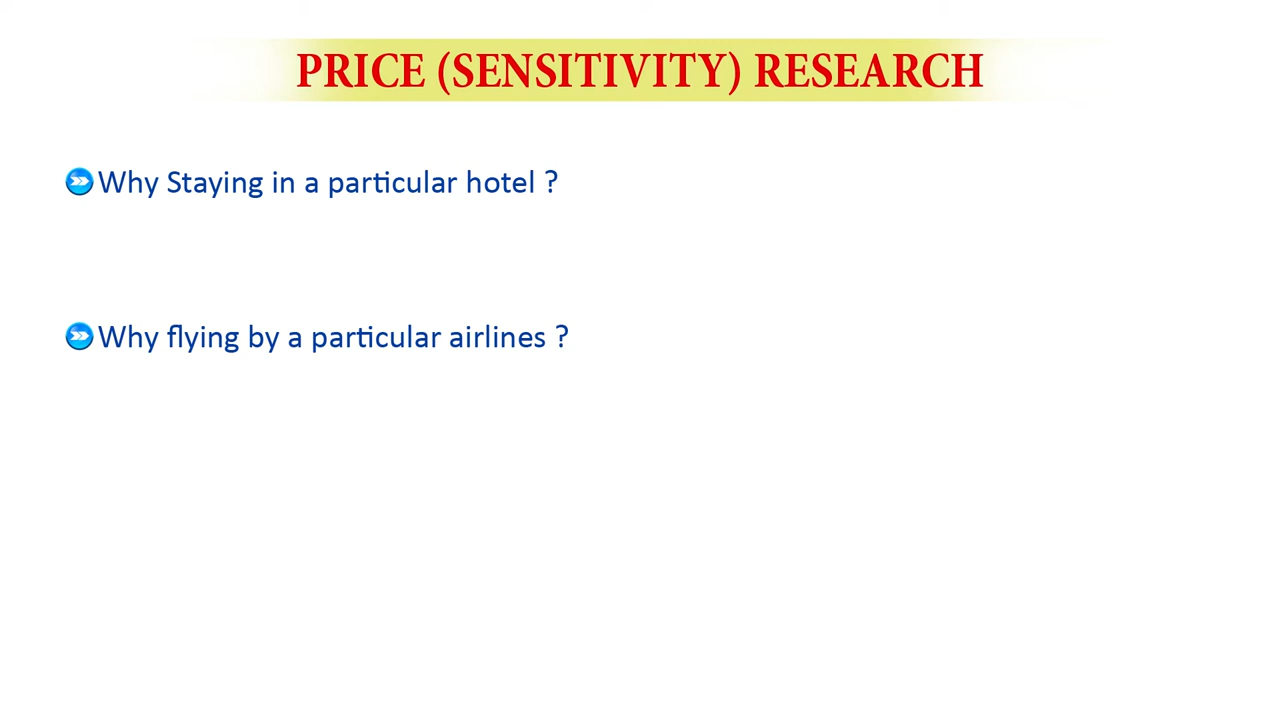 PRICE (SENSITIVITY) RESEARCH
Why Staying in a particular hotel ?
Why flying by a particular airlines ?